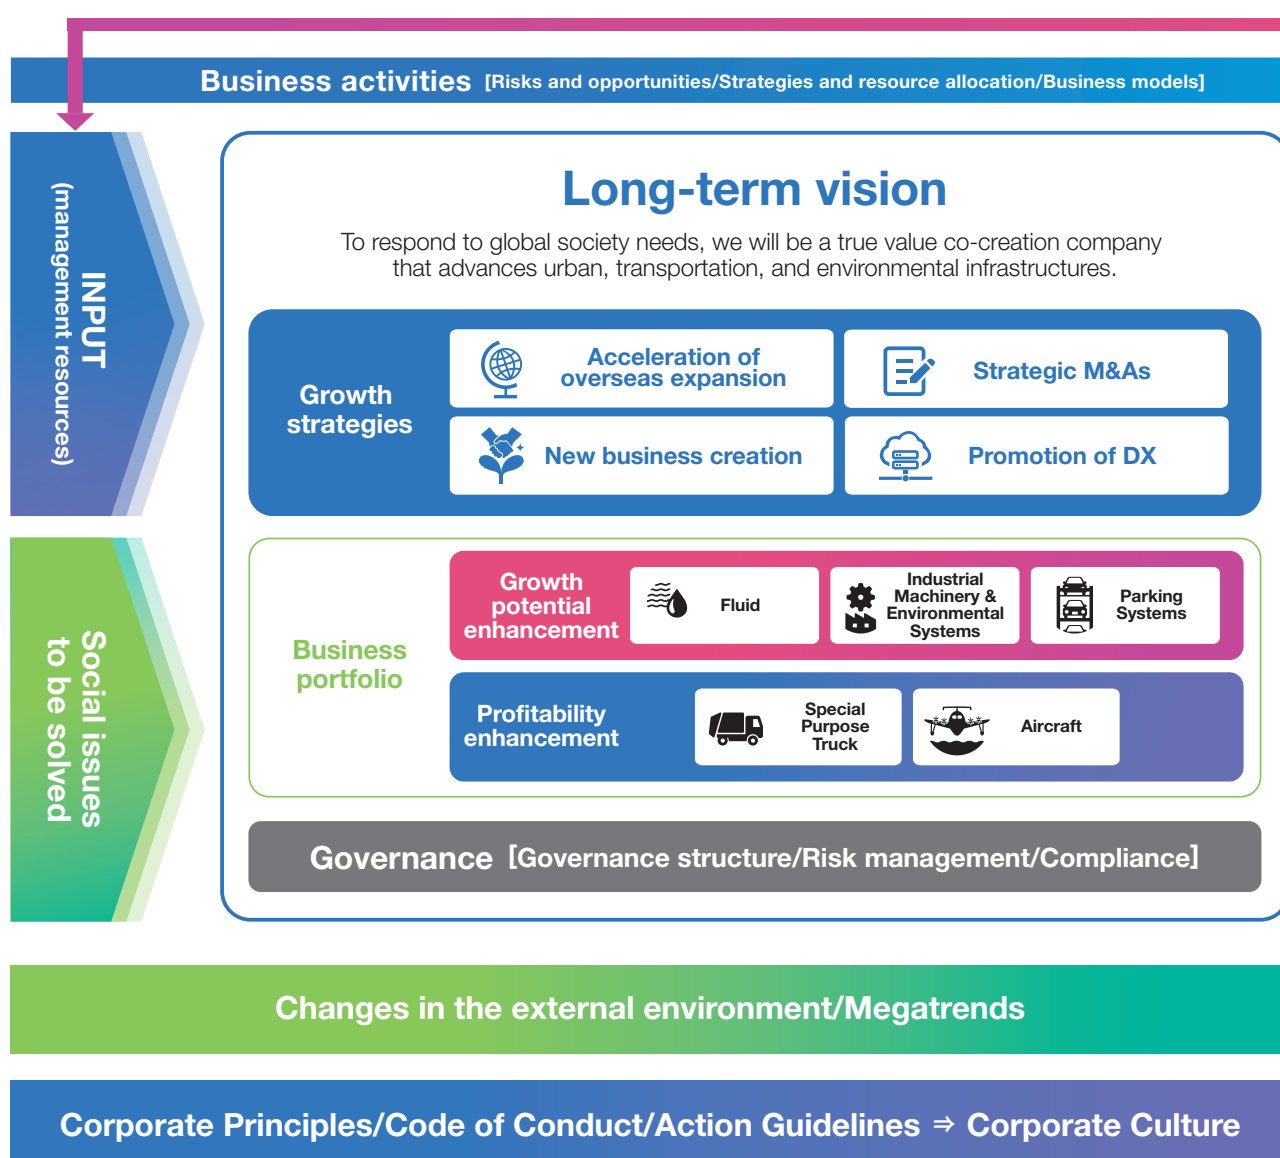 Business activities [Risks and opportunities/Strategies and resource allocation/Business models]
INPUT
(management resources)
Long-term vision
To respond to global society needs, we will be a true value co-creation company
that advances urban, transportation, and environmental infrastructures.
Growth
strategies
Acceleration of
overseas expansion
Strategic M&As
New business creation
Promotion of DX
Social issues
to be solved
Business
portfolio
Growth
potential
enhancement
Fluid
Industrial
Machinery &
Environmental
Systems
Parking
Systems
Profitability
enhancement
Special
Purpose
Truck
Aircraft
Governance [Governance structure/Risk management/Compliance]
Changes in the external environment/Megatrends
Corporate Principles/Code of Conduct/Action Guidelines ⇒ Corporate Culture